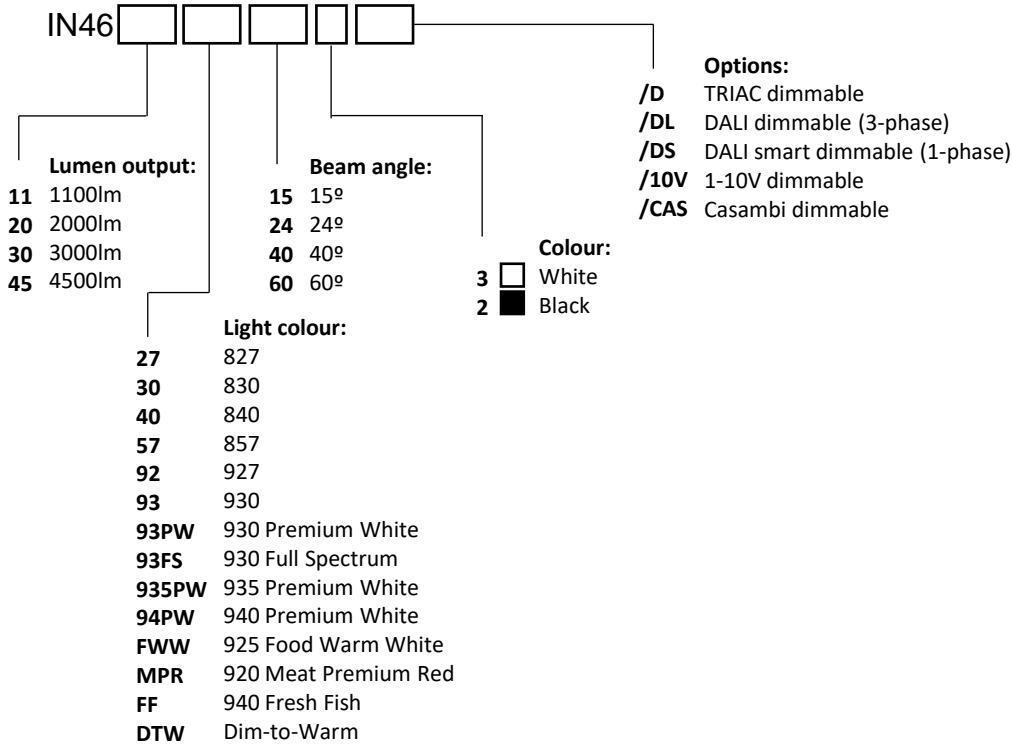 IN46
Options:
/D TRIAC dimmable
/DL DALI dimmable (3-phase)
/DS DALI smart dimmable (1-phase)
/10V 1-10V dimmable
/CAS Casambi dimmable
Lumen output:
11 1100lm
20 2000lm
30 3000lm
45 4500lm
Beam angle:
15 15º
24 24º
40 40º
60 60º
Colour:
3 White
2 Black
Light colour:
27 827
30 830
40 840
57 857
92 927
93 930
93PW 930 Premium White
93FS 930 Full Spectrum
935PW 935 Premium White
94PW 940 Premium White
FWW 925 Food Warm White
MPR 920 Meat Premium Red
FF 940 Fresh Fish
DTW Dim-to-Warm